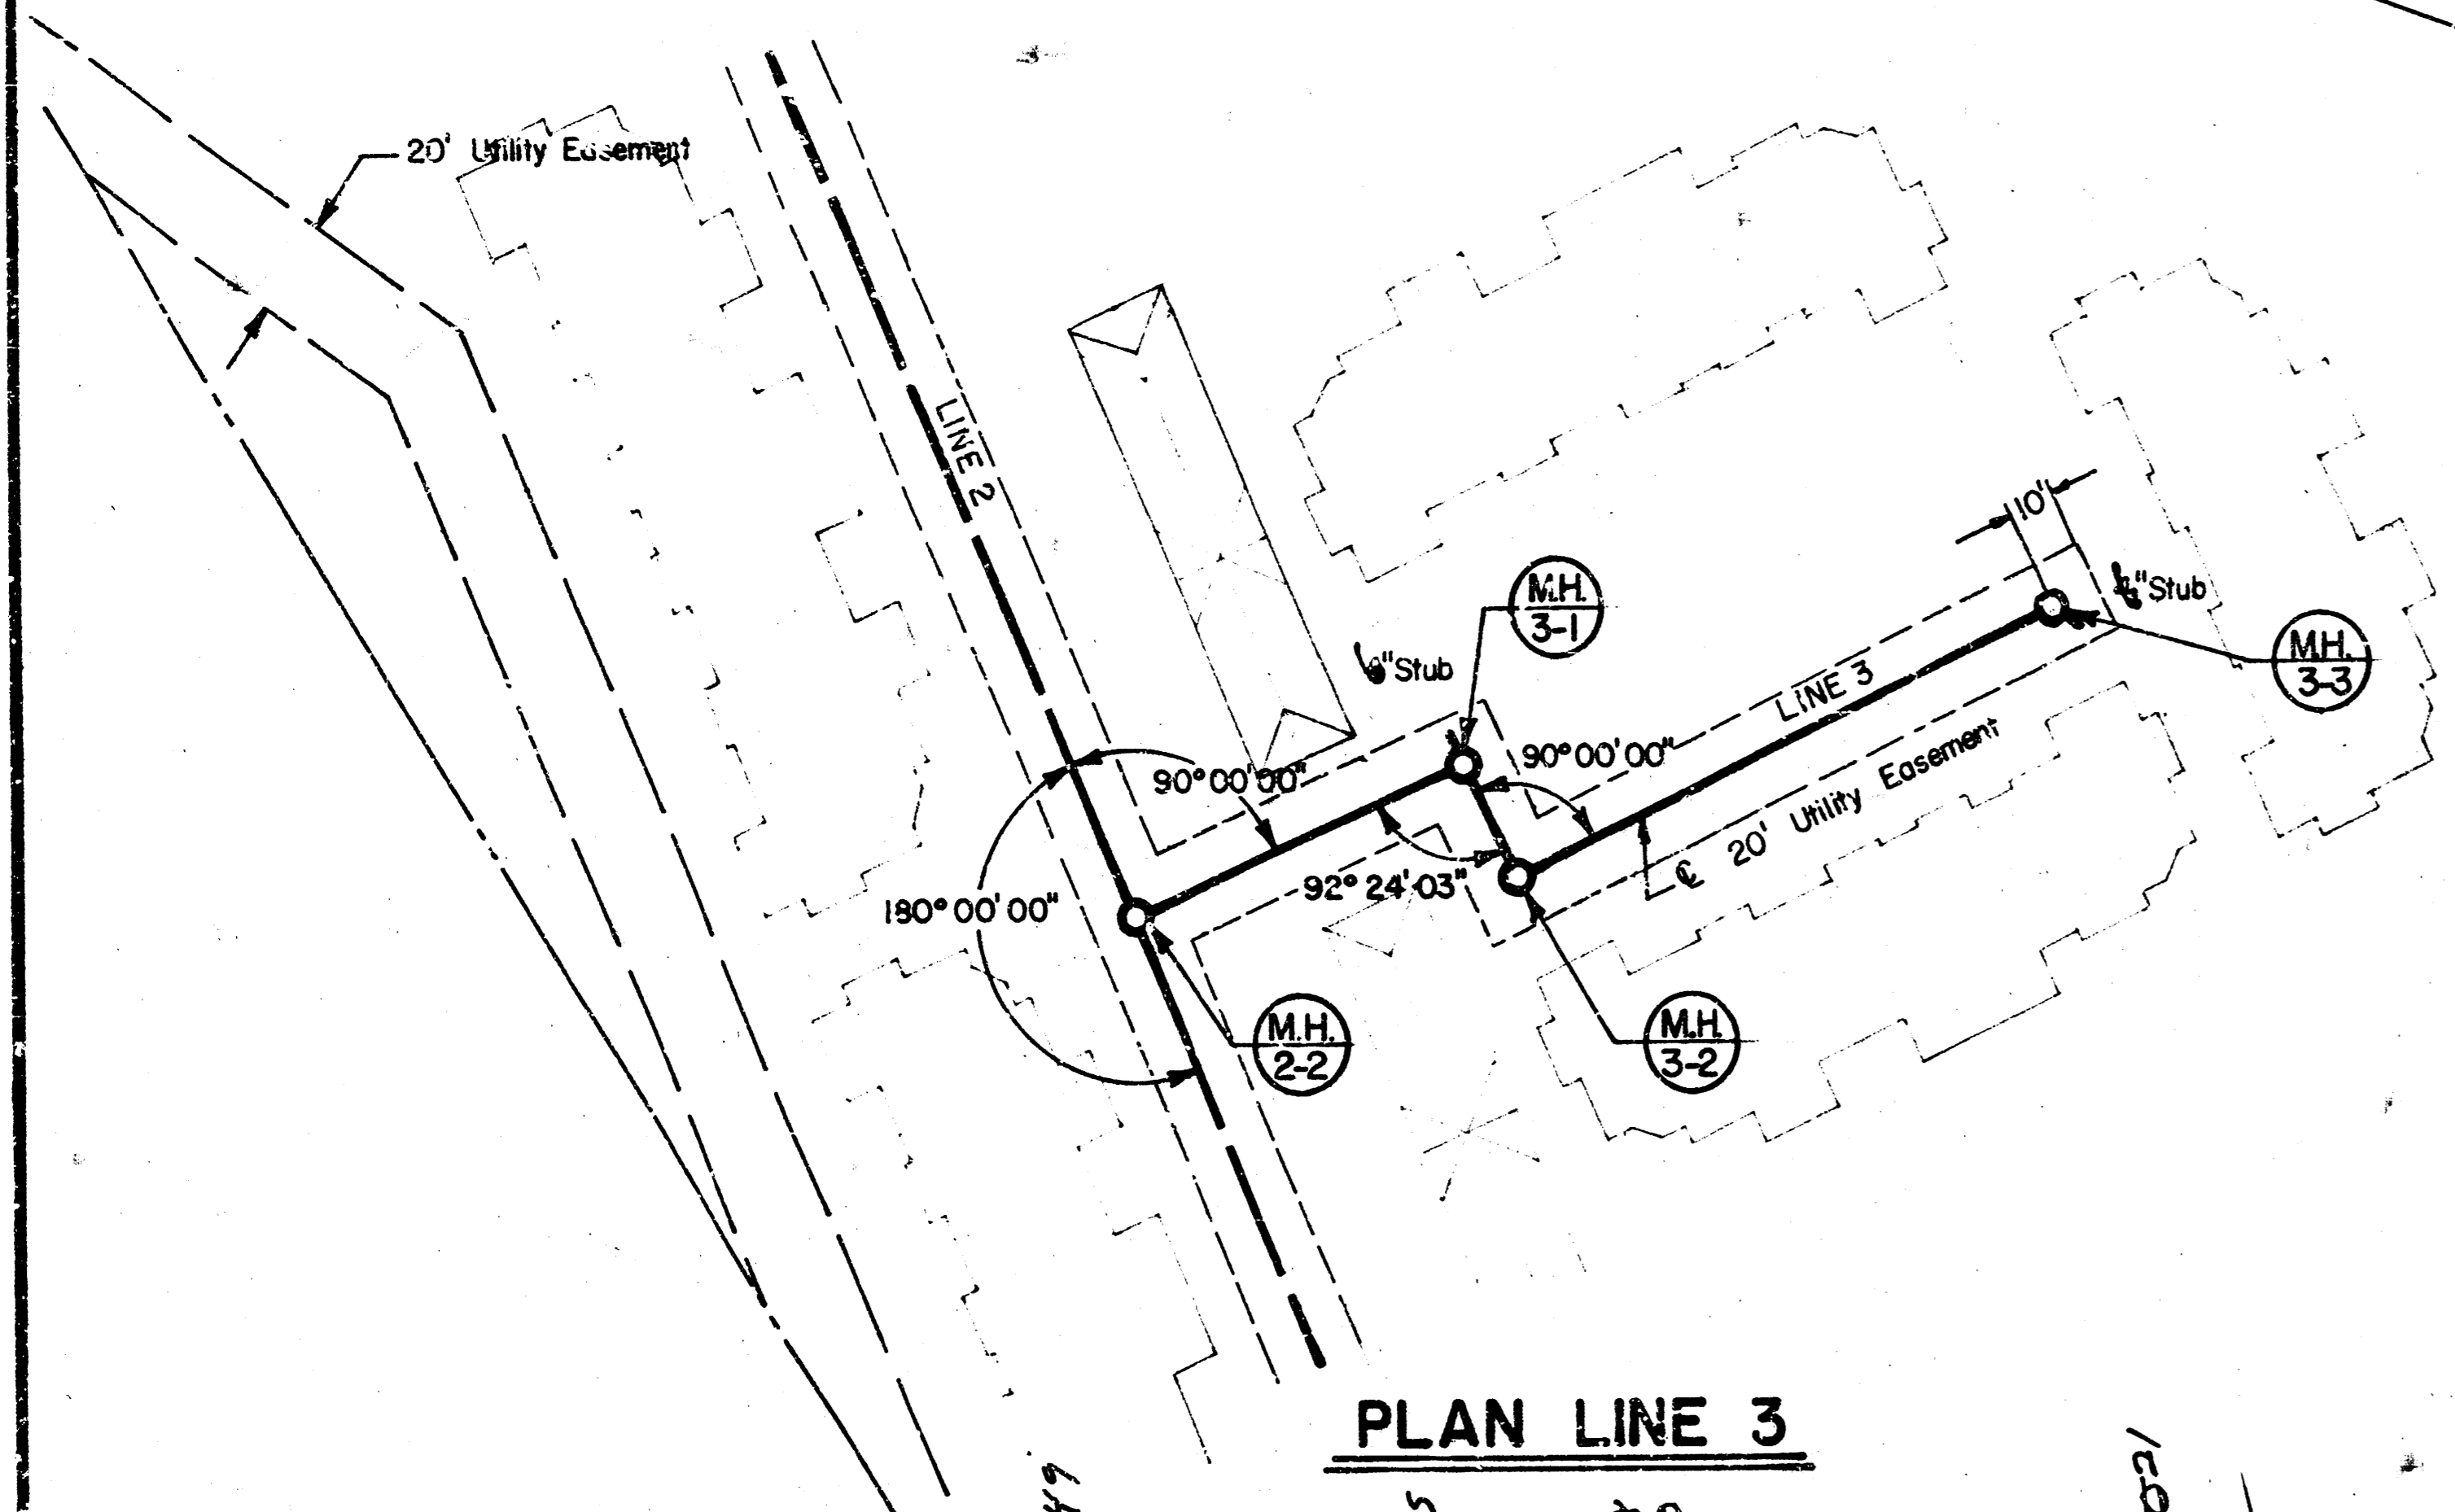 20' Utility Easement
LINE 2
10'
M.H.
3-1
"Stub
"Stub
M.H.
3-3
LINE 3
90°00'00"
90°00'00"
20' Utility Easement
92°24'03"
180°00'00"
M.H.
2-2
M.H.
3-2
PLAN LINE 3